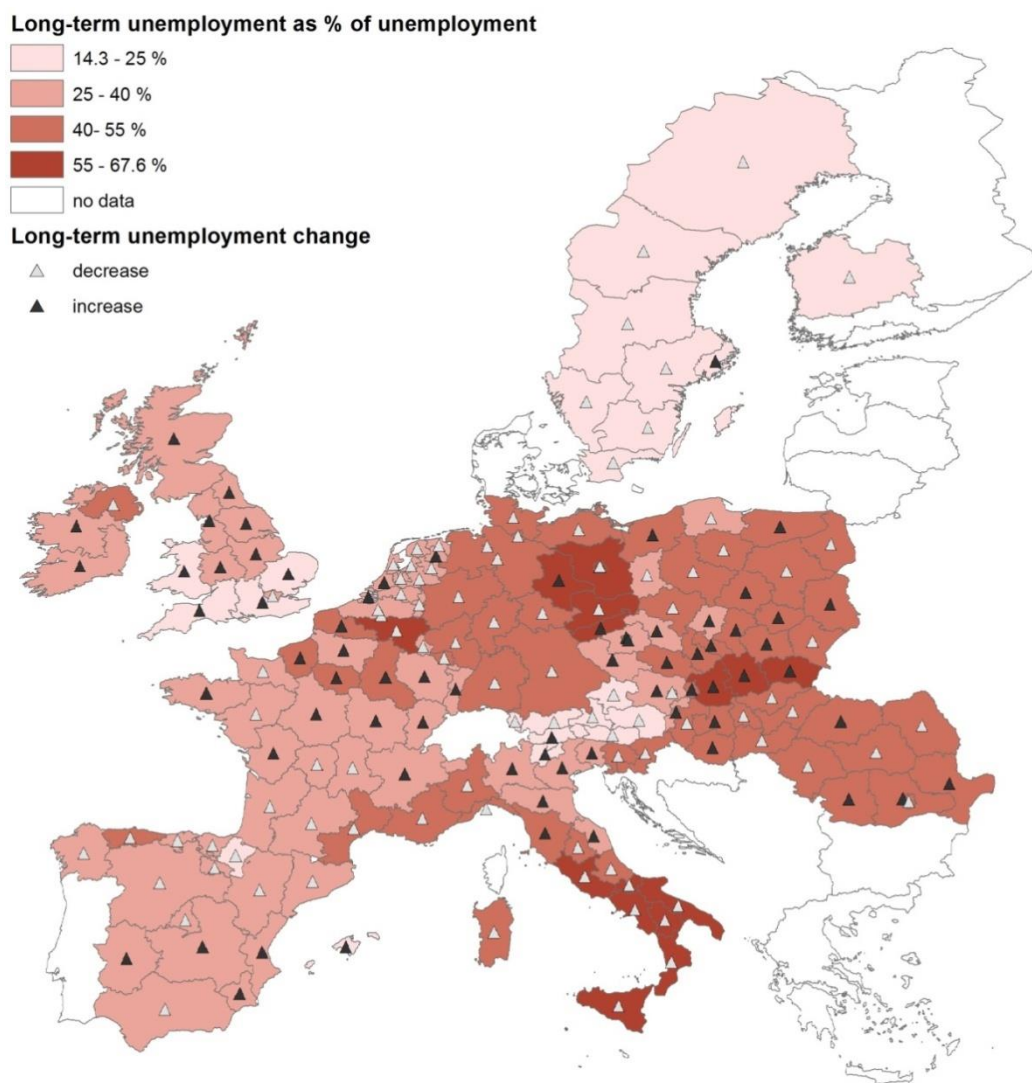 Long-term unemployment as % of unemployment
14.3 - 25 %
25 - 40 %
40- 55 %
55 - 67.6 %
no data
Long-term unemployment change
decrease
increase